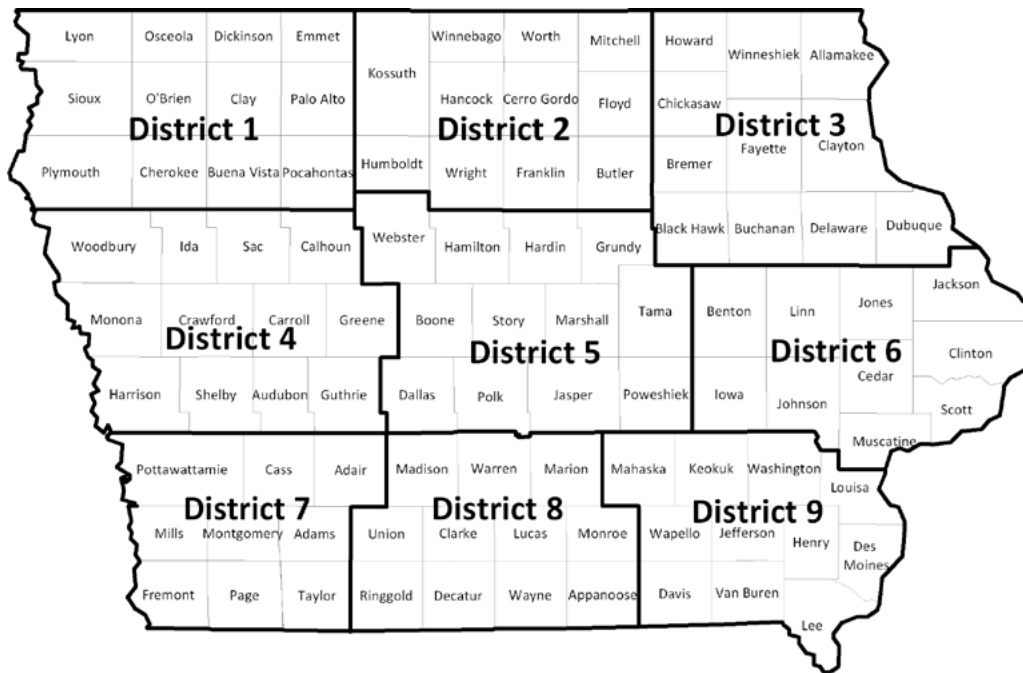 Lyon Osceola Dickinson Emmet
Sioux O'Brien Clay Palo Alto
District 1
Plymouth Cherokee Buena Vista Pocahontas
Kossuth Winnebago Worth Mitchell
Hancock Cerro Gordo Floyd
District 2
Humboldt Wright Franklin Butler
Howard Winneshiek Allamakee
Chickasaw
District 3
Bremer Fayette Clayton
Black Hawk Buchanan Delaware Dubuque
Woodbury Ida Sac Calhoun
Monona Crawford Carroll Greene
District 4
Harrison Shelby Audubon Guthrie
Webster Hamilton Hardin Grundy
Boone Story Marshall Tama
District 5
Dallas Polk Jasper Poweshiek
Benton Linn Jones Jackson
District 6
Clinton
Cedar
Iowa Johnson Scott
Muscatine
Pottawattamie Cass Adair
District 7
Mills Montgomery Adams
Fremont Page Taylor
Madison Warren Marion
District 8
Union Clarke Lucas Monroe
Ringgold Decatur Wayne Appanoose
Mahaska Keokuk Washington
Louisa
District 9
Wapello Jefferson Henry Des
Moines
Davis Van Buren
Lee